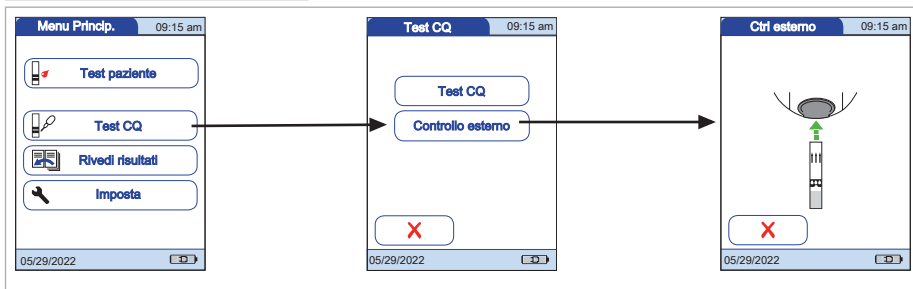 Menu Princip. 09:15 am
Test paziente
Test CQ
Rivedi risultati
Imposta
05/29/2022
Test CQ 09:15 am
Test CQ
Controllo esterno
X
05/29/2022
Ctrl esterno 09:15 am
X
05/29/2022